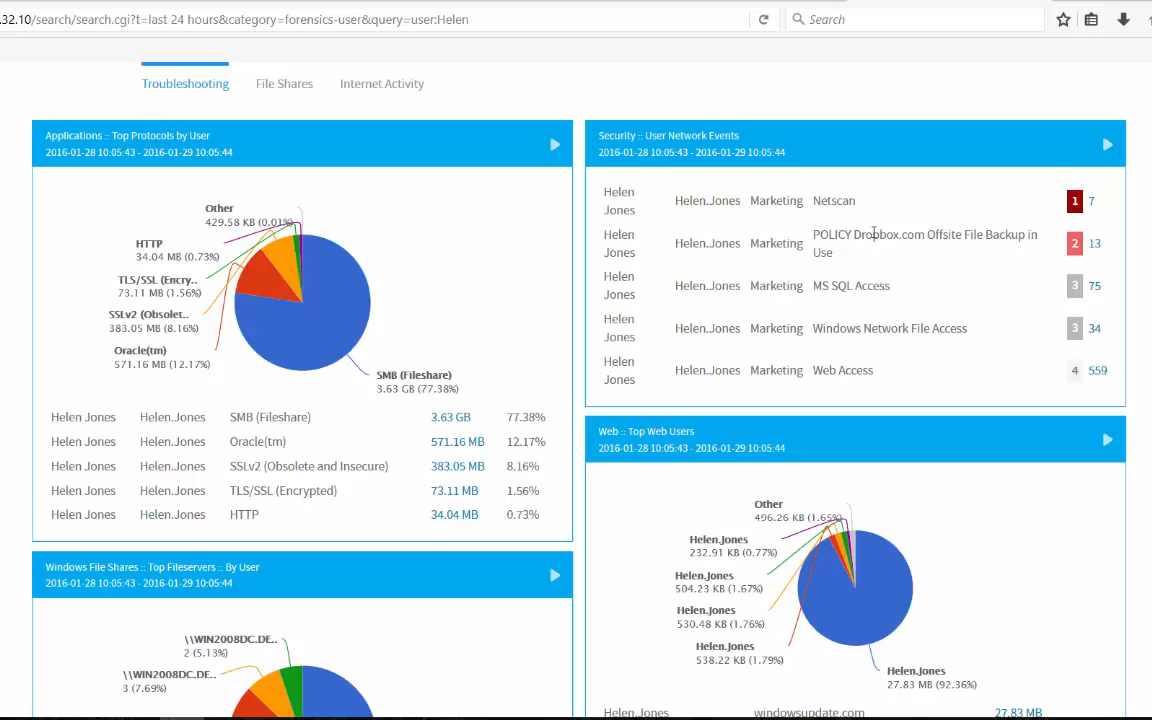 .32.10/search/search.cgi?t=last 24 hours&category=forensics-user&query=user:Helen
Search
Troubleshooting File Shares Internet Activity
Applications :: Top Protocols by User
2016-01-28 10:05:43 - 2016-01-29 10:05:44
Other
429.58 KB (0.01%)
HTTP
34.04 MB (0.73%)
TLS/SSL (Encry..
73.11 MB (1.56%)
SSLv2 (Obsolet..
383.05 MB (8.16%)
Oracle(tm)
571.16 MB (12.17%)
SMB (Fileshare)
3.63 GB (77.38%)
Helen Jones Helen.Jones SMB (Fileshare) 3.63 GB 77.38%
Helen Jones Helen.Jones Oracle(tm) 571.16 MB 12.17%
Helen Jones Helen.Jones SSLv2 (Obsolete and Insecure) 383.05 MB 8.16%
Helen Jones Helen.Jones TLS/SSL (Encrypted) 73.11 MB 1.56%
Helen Jones Helen.Jones HTTP 34.04 MB 0.73%
Windows File Shares :: Top Fileservers :: By User
2016-01-28 10:05:43 - 2016-01-29 10:05:44
\\WIN2008DC.DE..
2 (5.13%)
\\WIN2008DC.DE..
3 (7.69%)
Security :: User Network Events
2016-01-28 10:05:43 - 2016-01-29 10:05:44
Helen
Jones Helen.Jones Marketing Netscan 1 7
Helen
Jones Helen.Jones Marketing POLICY Dropbox.com Offsite File Backup in
Use 2 13
Helen
Jones Helen.Jones Marketing MS SQL Access 3 75
Helen
Jones Helen.Jones Marketing Windows Network File Access 3 34
Helen
Jones Helen.Jones Marketing Web Access 4 559
Web :: Top Web Users
2016-01-28 10:05:43 - 2016-01-29 10:05:44
Other
496.26 KB (1.65%)
Helen.Jones
232.91 KB (0.77%)
Helen.Jones
504.23 KB (1.67%)
Helen.Jones
530.48 KB (1.76%)
Helen.Jones
538.22 KB (1.79%)
Helen.Jones
27.83 MB (92.36%)
Helen.Jones windowsupdate.com 27.83 MB